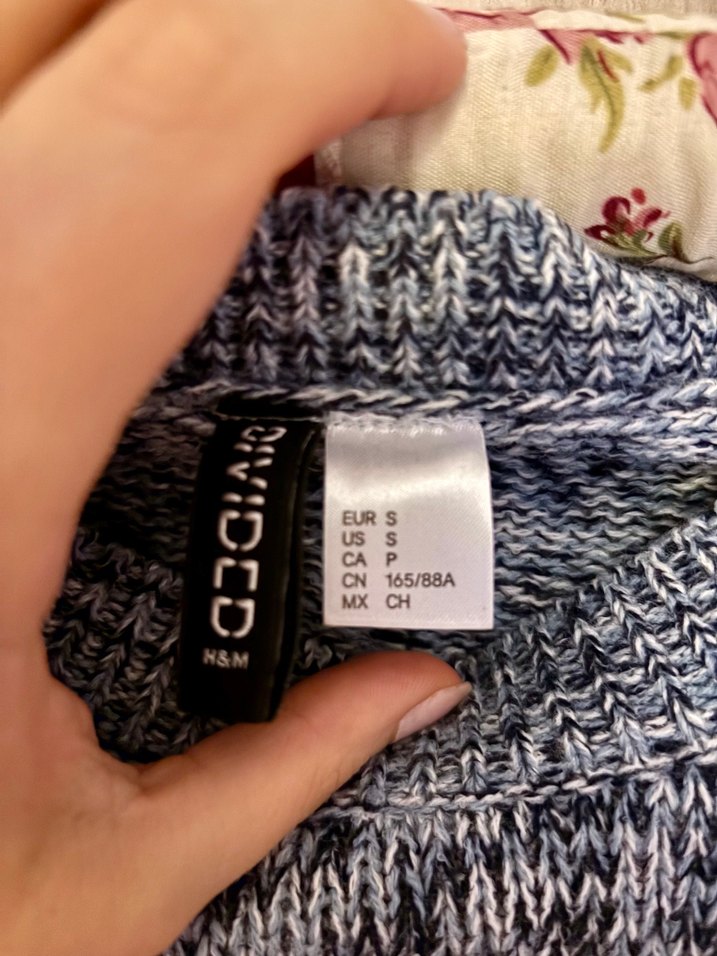 DIVIDED
H&M
EUR S
US S
CA P
CN 165/88A
MX CH